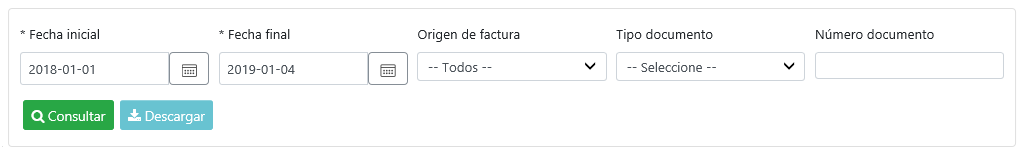 * Fecha inicial
* Fecha final
Origen de factura
Tipo documento
Número documento
2018-01-01
2019-01-04
-- Todos --
-- Seleccione --
Consultar
Descargar